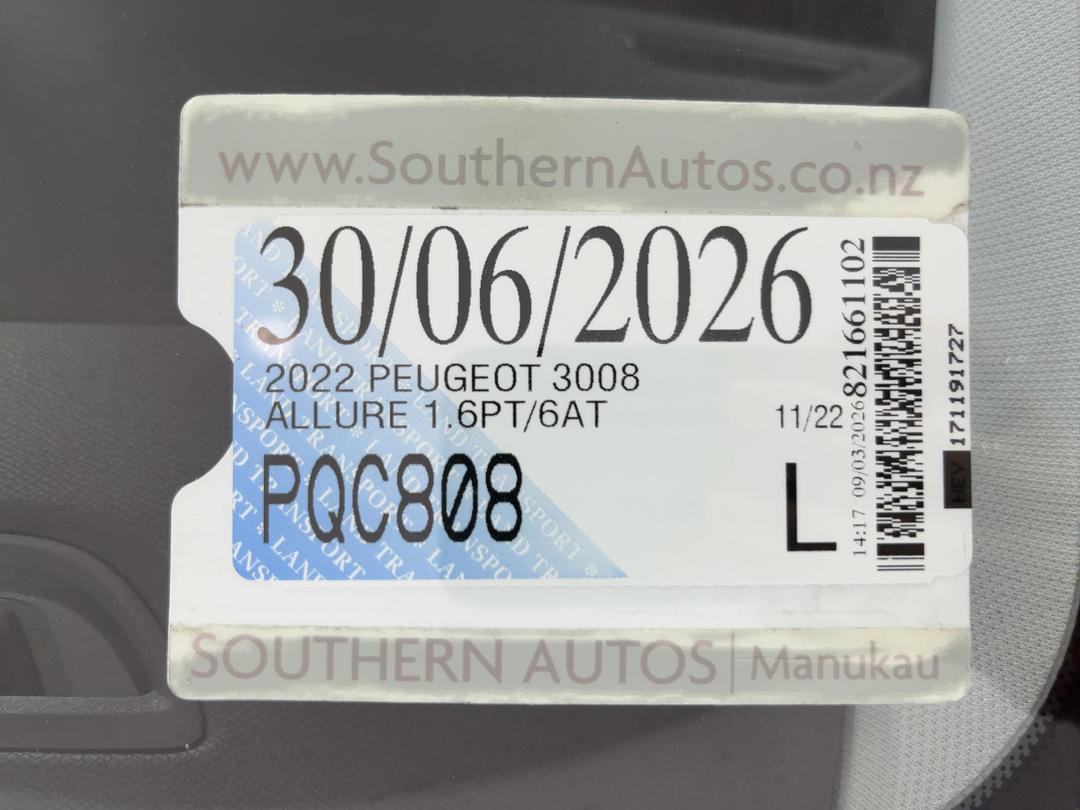 www.SouthernAutos.co.nz
30/06/2026
2022 PEUGEOT 3008
ALLURE 1.6PT/6AT
11/22
PQC808
L
14:17 09/03/2026
821661102
HEY 171191727
SOUTHERN AUTOS | Manukau